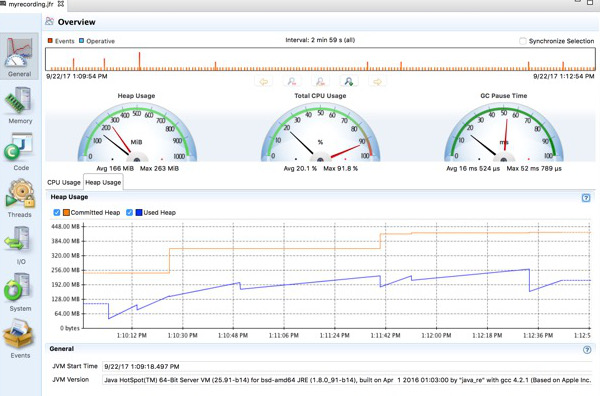 myrecording.jfr
Overview
Events Operative
Interval: 2 min 59 s (all)
Synchronize Selection
9/22/17 1:09:54 PM
9/22/17 1:12:54 PM
General
Memory
Code
Threads
I/O
System
Events
Heap Usage
Total CPU Usage
GC Pause Time
MiB
%
ms
Avg 166 MiB Max 263 MiB
Avg 20.1 % Max 91.8 %
Avg 16 ms 524 µs Max 52 ms 789 µs
CPU Usage Heap Usage
Heap Usage
Committed Heap Used Heap
448.00 MB
384.00 MB
320.00 MB
256.00 MB
192.00 MB
128.00 MB
64.00 MB
0 bytes
1:10:12 PM 1:10:30 PM 1:10:48 PM 1:11:06 PM 1:11:24 PM 1:11:42 PM 1:12:00 PM 1:12:18 PM 1:12:36 PM 1:12:5
General
JVM Start Time 9/22/17 1:09:18.497 PM
JVM Version Java HotSpot(TM) 64-Bit Server VM (25.91-b14) for bsd-amd64 JRE (1.8.0_91-b14), built on Apr 1 2016 01:03:00 by "java_re" with gcc 4.2.1 (Based on Apple Inc.